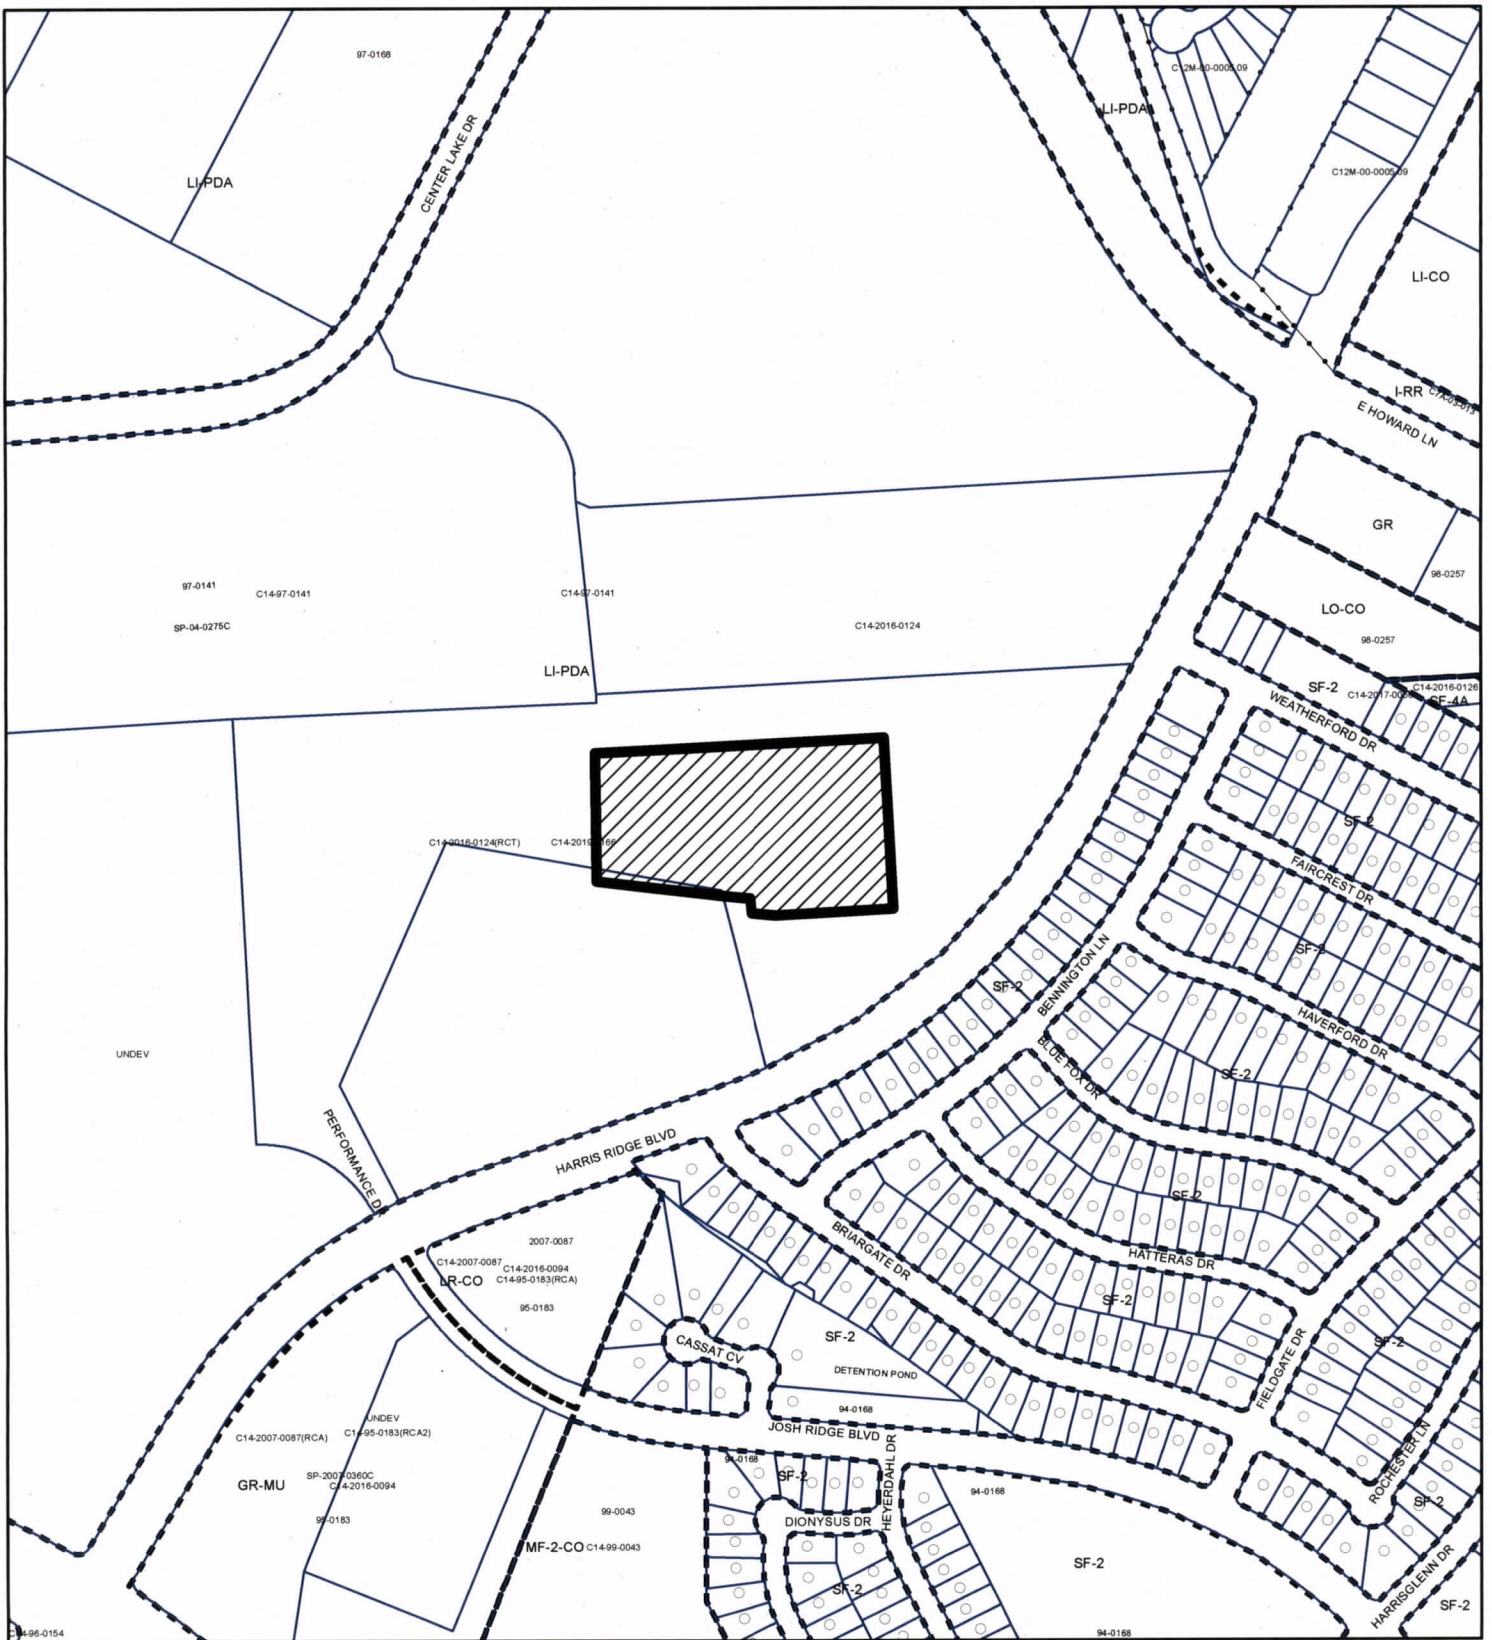 97-0168
C12M-00-0005.09
LI-PDA
CENTER LAKE DR
C12M-00-0005.09
LI-PDA
LI-CO
I-RR
C7A-03-015
E HOWARD LN
GR
98-0257
97-0141
C14-97-0141
C14-97-0141
LO-CO
SP-04-0275C
C14-2016-0124
98-0257
LI-PDA
SF-2
C14-2016-0126
SF-4A
WEATHERFORD DR
SF-2
C14-2016-0124(RCT)
FAIRCREST DR
SF-2
BENNINGTON LN
SF-2
HAVERFORD DR
UNDEV
BLUE FOX DR
SF-2
PERFORMANCE D
HARRIS RIDGE BLVD
SF-2
BRIARGATE DR
2007-0087
HATTERAS DR
C14-2007-0087
C14-2016-0094
LR-CO
C14-95-0183(RCA)
SF-2
95-0183
SF-2
SF-2
CASSAT CV
FIELDGATE DR
DETENTION POND
94-0168
UNDEV
C14-2007-0087(RCA)
C14-95-0183(RCA2)
JOSH RIDGE BLVD
94-0168
HEYERDAHL DR
ROCHESTER LN
SP-2007-0360C
SF-2
GR-MU
C14-2016-0094
94-0168
SF-2
99-0043
95-0183
DIONYSUS DR
MF-2-CO
C14-99-0043
SF-2
SF-2
HARRISGLENN DR
SF-2
94-0168